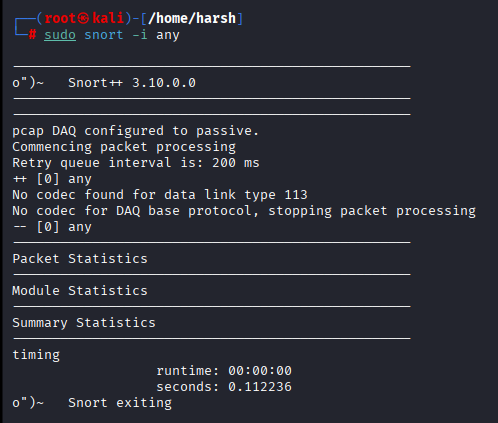 ┌──(root㉿kali)-[/home/harsh]
└─# sudo snort -i any
--------------------------------------------------
o")~   Snort++ 3.10.0.0
--------------------------------------------------
--------------------------------------------------
pcap DAQ configured to passive.
Commencing packet processing
Retry queue interval is: 200 ms
++ [0] any
No codec found for data link type 113
No codec for DAQ base protocol, stopping packet processing
-- [0] any
--------------------------------------------------
Packet Statistics
--------------------------------------------------
Module Statistics
--------------------------------------------------
Summary Statistics
--------------------------------------------------
timing
                  runtime: 00:00:00
                  seconds: 0.112236
o")~   Snort exiting